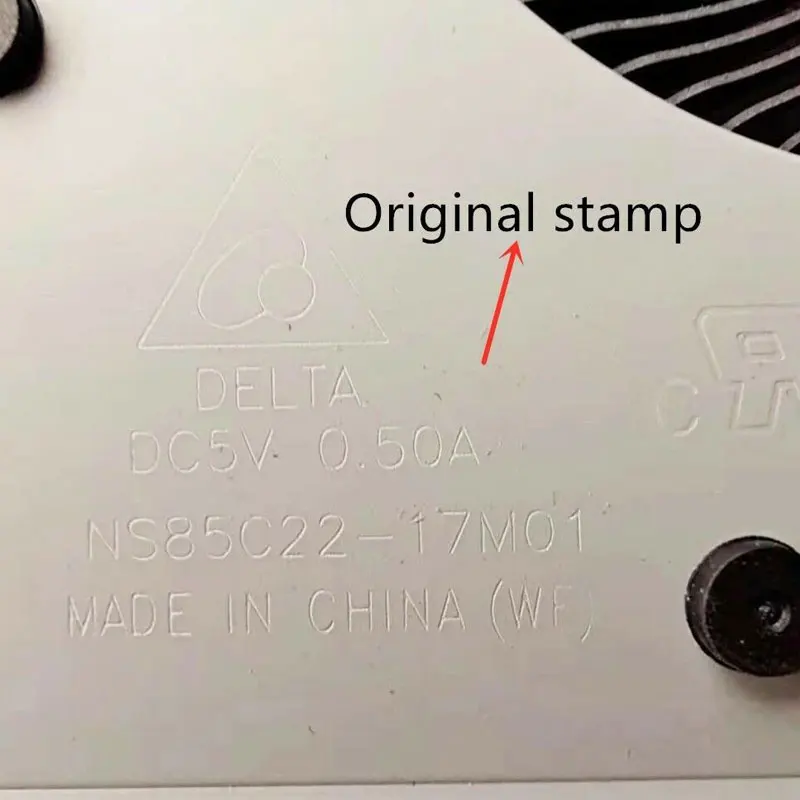 Original stamp
DELTA
DC5V 0.50A
NS85C22-17M01
MADE IN CHINA (WF)
C